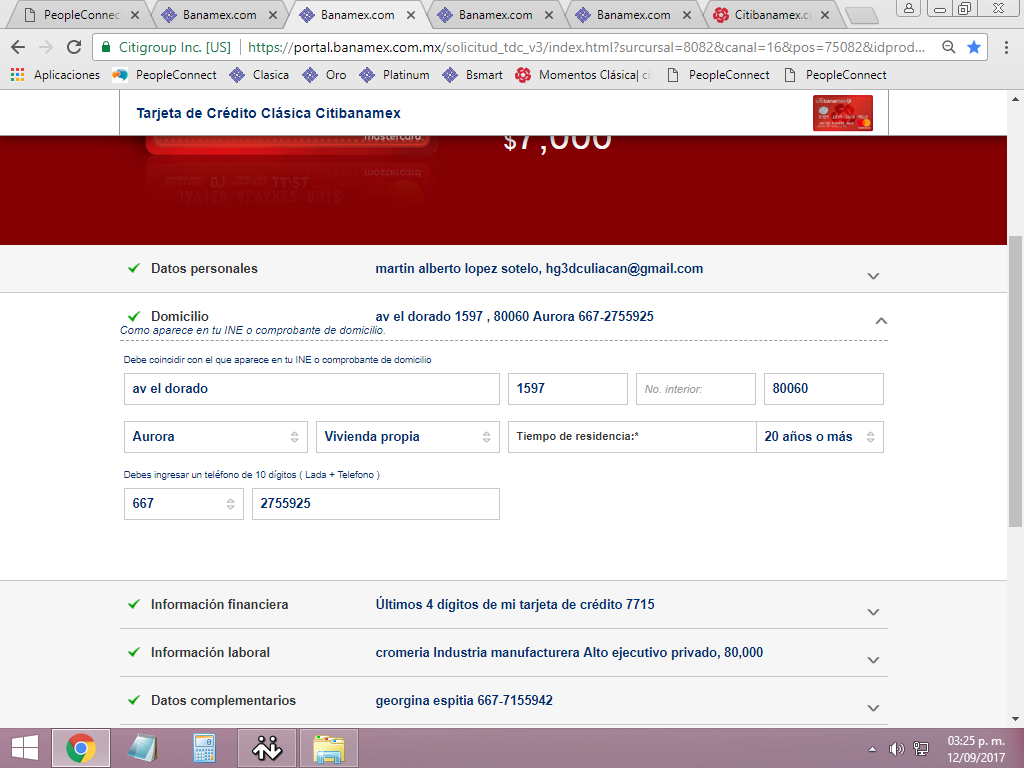 PeopleConnec
Banamex.com
Banamex.com
Banamex.com
Banamex.com
Citibanamex.c
Citigroup Inc. [US]
https://portal.banamex.com.mx/solicitud_tdc_v3/index.html?sursursal=8082&canal=16&pos=75082&idprod...
Aplicaciones
PeopleConnect
Clasica
Oro
Platinum
Bsmart
Momentos Clásica| ci
PeopleConnect
PeopleConnect
Tarjeta de Crédito Clásica Citibanamex
citibanamex
mastercard
$7,000
JAVIER ALVAREZ RUIZ
Datos personales
martin alberto lopez sotelo, hg3dculiacan@gmail.com
Domicilio
av el dorado 1597 , 80060 Aurora 667-2755925
Como aparece en tu INE o comprobante de domicilio.
Debe coincidir con el que aparece en tu INE o comprobante de domicilio
av el dorado
1597
No. interior:
80060
Aurora
Vivienda propia
Tiempo de residencia:*
20 años o más
Debes ingresar un teléfono de 10 dígitos ( Lada + Telefono )
667
2755925
Información financiera
Últimos 4 dígitos de mi tarjeta de crédito 7715
Información laboral
cromeria Industria manufacturera Alto ejecutivo privado, 80,000
Datos complementarios
georgina espitia 667-7155942
03:25 p. m.
12/09/2017